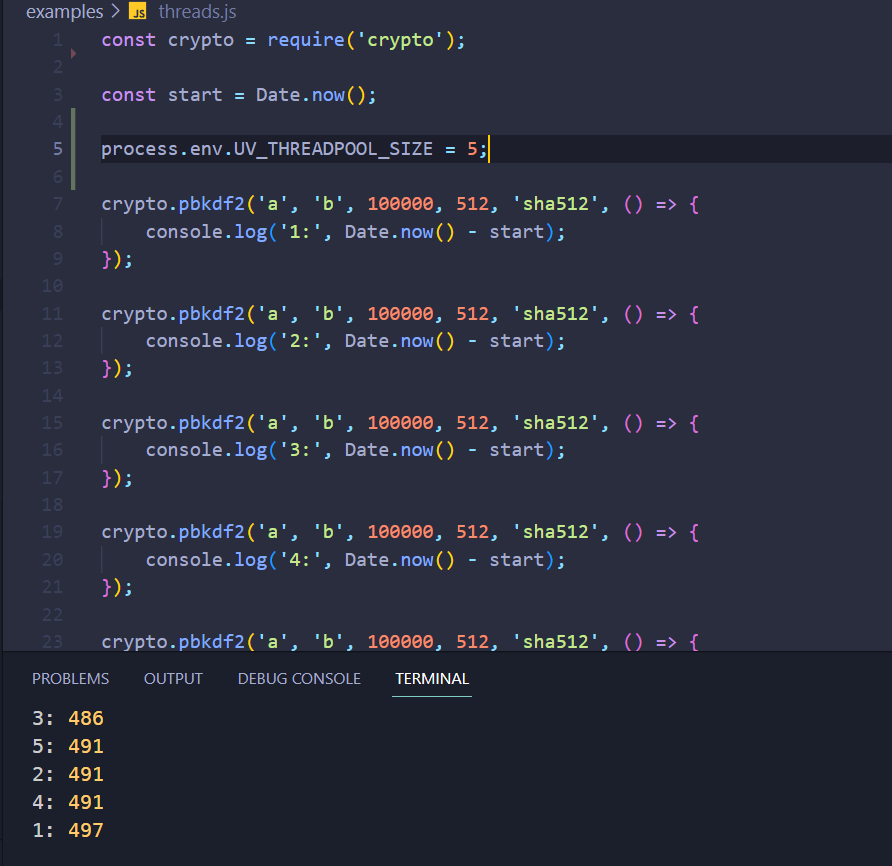 examples > JS threads.js
1 const crypto = require('crypto');
2
3 const start = Date.now();
4
5 process.env.UV_THREADPOOL_SIZE = 5;
6
7 crypto.pbkdf2('a', 'b', 100000, 512, 'sha512', () => {
8 console.log('1:', Date.now() - start);
9 });
10
11 crypto.pbkdf2('a', 'b', 100000, 512, 'sha512', () => {
12 console.log('2:', Date.now() - start);
13 });
14
15 crypto.pbkdf2('a', 'b', 100000, 512, 'sha512', () => {
16 console.log('3:', Date.now() - start);
17 });
18
19 crypto.pbkdf2('a', 'b', 100000, 512, 'sha512', () => {
20 console.log('4:', Date.now() - start);
21 });
22
23 crypto.pbkdf2('a', 'b', 100000, 512, 'sha512', () => {
PROBLEMS OUTPUT DEBUG CONSOLE TERMINAL
3: 486
5: 491
2: 491
4: 491
1: 497